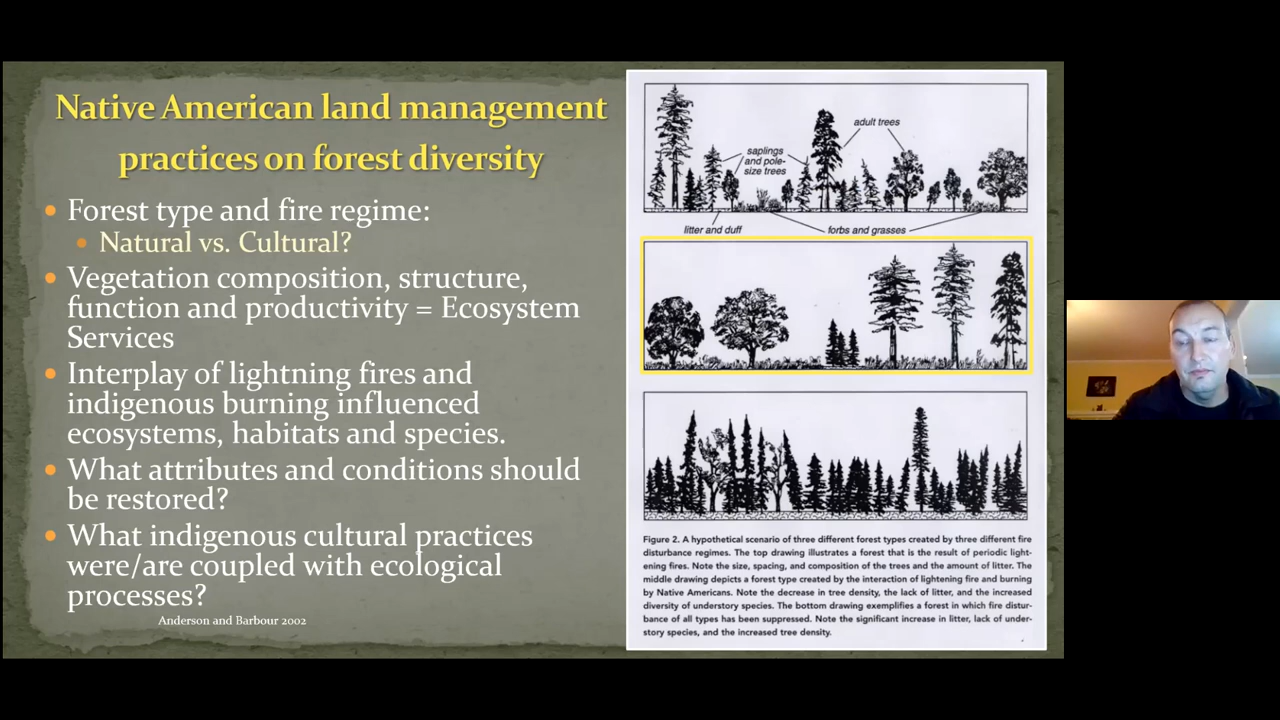 Native American land management
practices on forest diversity
Forest type and fire regime:
Natural vs. Cultural?
Vegetation composition, structure,
function and productivity = Ecosystem
Services
Interplay of lightning fires and
indigenous burning influenced
ecosystems, habitats and species.
What attributes and conditions should
be restored?
What indigenous cultural practices
were/are coupled with ecological
processes?
Anderson and Barbour 2002
adult trees
saplings
and pole-
size trees
litter and duff
forbs and grasses
Figure 2. A hypothetical scenario of three different forest types created by three different fire
disturbance regimes. The top drawing illustrates a forest that is the result of periodic light-
ening fires. Note the size, spacing, and composition of the trees and the amount of litter. The
middle drawing depicts a forest type created by the interaction of lightening fire and burning
by Native Americans. Note the decrease in tree density, the lack of litter, and the increased
diversity of understory species. The bottom drawing exemplifies a forest in which fire distur-
bance of all types has been suppressed. Note the significant increase in litter, lack of under-
story species, and the increased tree density.